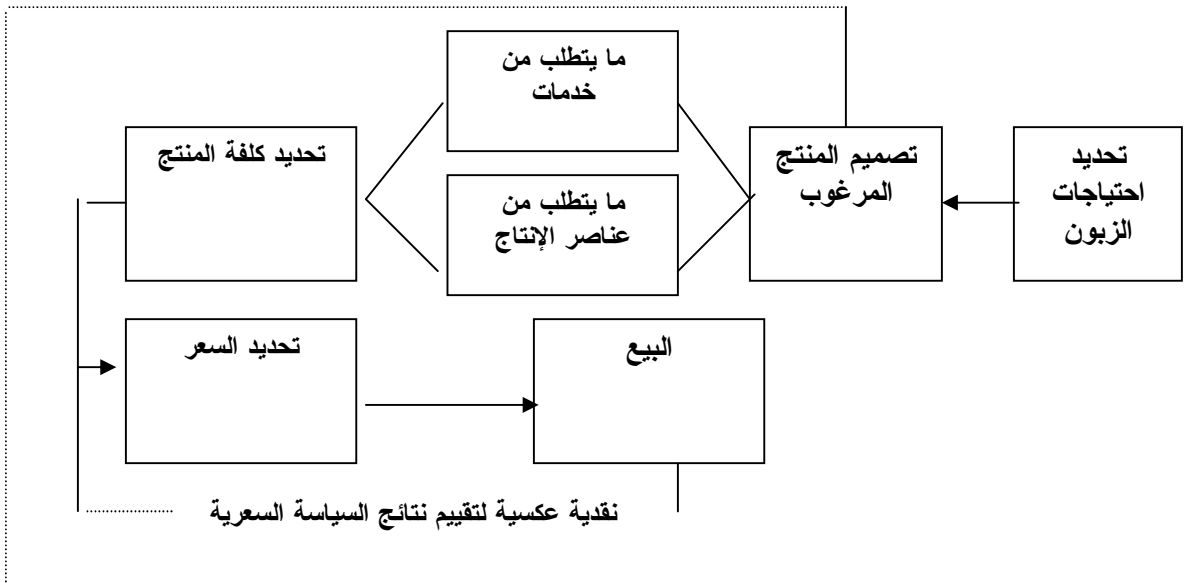 تحديد
احتياجات
الزبون
تصميم المنتج
المرغوب
ما يتطلب من
خدمات
ما يتطلب من
عناصر الإنتاج
تحديد كلفة المنتج
تحديد السعر
البيع
نقدية عكسية لتقييم نتائج السياسة السعرية